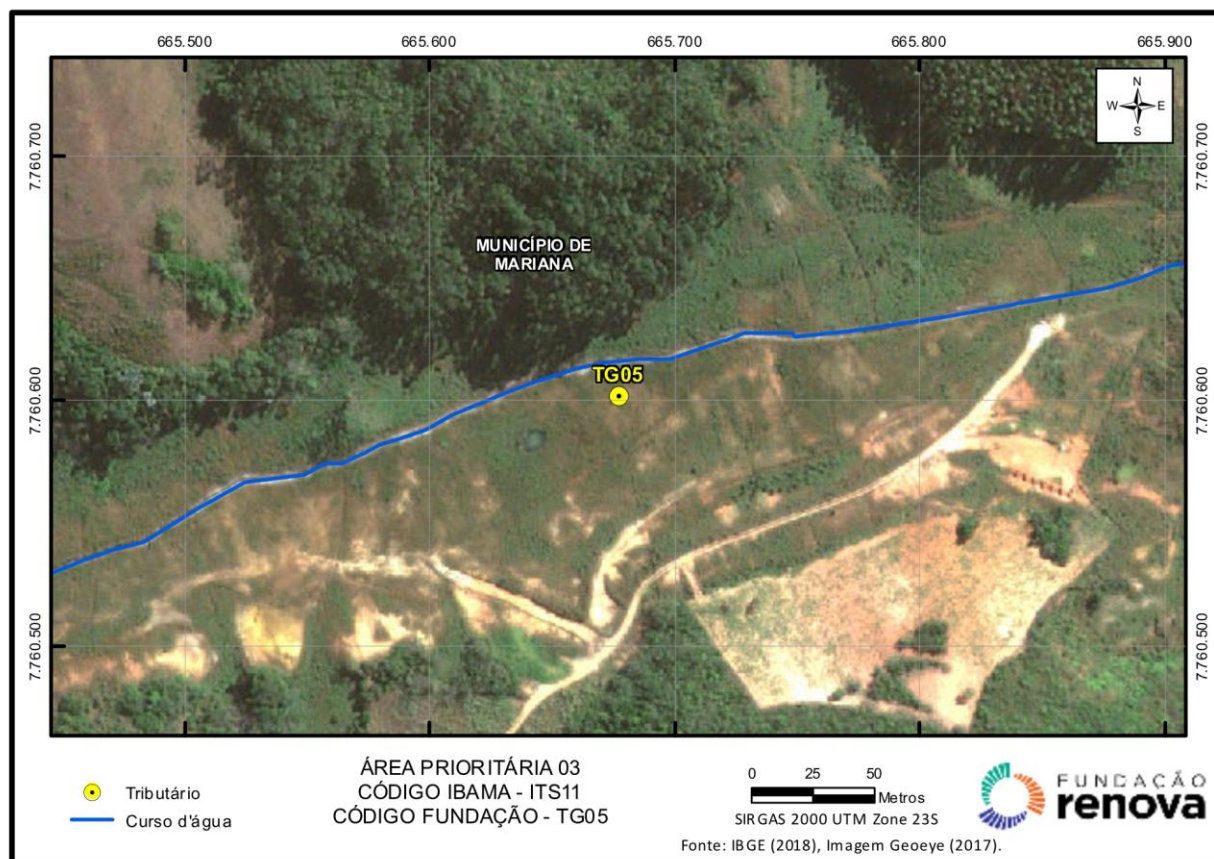 665.500 665.600 665.700 665.800 665.900
N
W E
S
7.760.700 7.760.700
MUNICÍPIO DE
MARIANA
TG05
7.760.600 7.760.600
7.760.500 7.760.500
Tributário
Curso d'água
ÁREA PRIORITÁRIA 03
CÓDIGO IBAMA - ITS11
CÓDIGO FUNDAÇÃO - TG05
0 25 50
Metros
SIRGAS 2000 UTM Zone 23S
Fonte: IBGE (2018), Imagem Geoeye (2017).
FUNDAÇÃO
renova